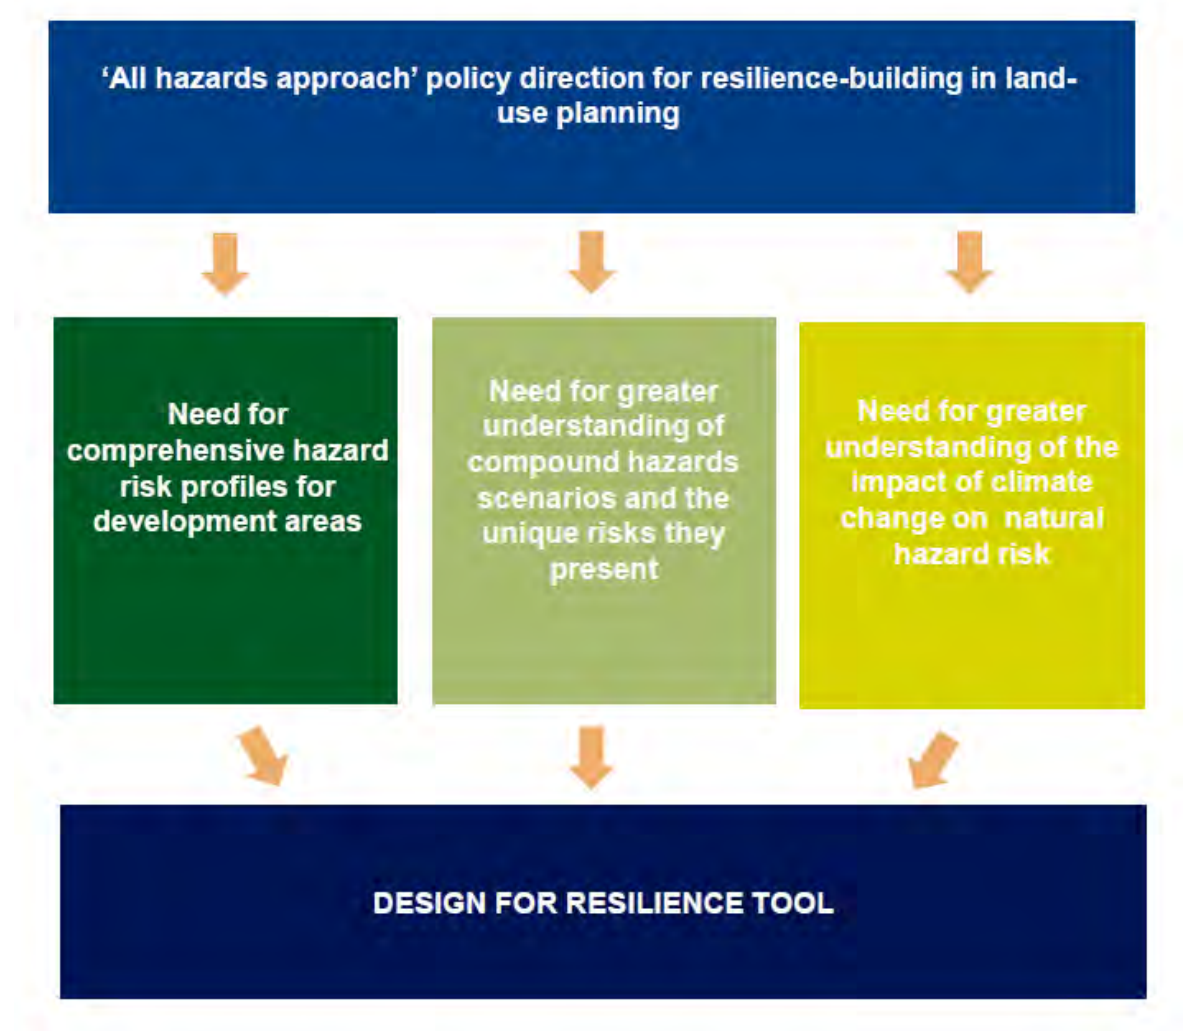 ‘All hazards approach’ policy direction for resilience-building in land-
use planning
Need for
comprehensive hazard
risk profiles for
development areas
Need for greater
understanding of
compound hazards
scenarios and the
unique risks they
present
Need for greater
understanding of the
impact of climate
change on  natural
hazard risk
DESIGN FOR RESILIENCE TOOL